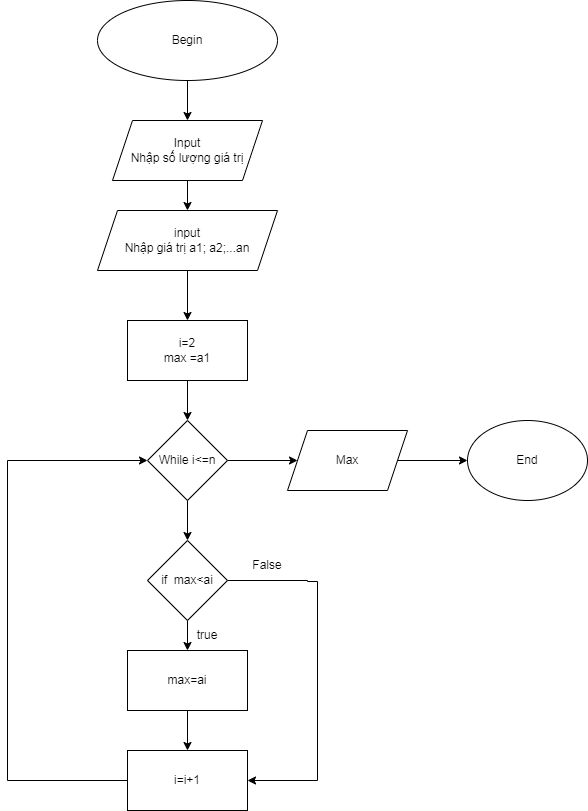 Begin
Input
Nhập số lượng giá trị
input
Nhập giá trị a1; a2;...an
i=2
max =a1
While i<=n
Max
End
if  max<ai
False
true
max=ai
i=i+1